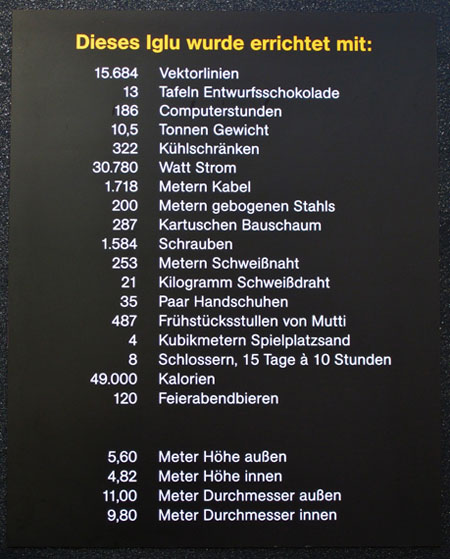 Dieses Iglu wurde errichtet mit:
15.684 Vektorlinien
13 Tafeln Entwurfsschokolade
186 Computerstunden
10,5 Tonnen Gewicht
322 Kühlschränken
30.780 Watt Strom
1.718 Metern Kabel
200 Metern gebogenen Stahls
287 Kartuschen Bauschaum
1.584 Schrauben
253 Metern Schweißnaht
21 Kilogramm Schweißdraht
35 Paar Handschuhen
487 Frühstücksstullen von Mutti
4 Kubikmetern Spielplatzsand
8 Schlossern, 15 Tage à 10 Stunden
49.000 Kalorien
120 Feierabendbieren
5,60 Meter Höhe außen
4,82 Meter Höhe innen
11,00 Meter Durchmesser außen
9,80 Meter Durchmesser innen